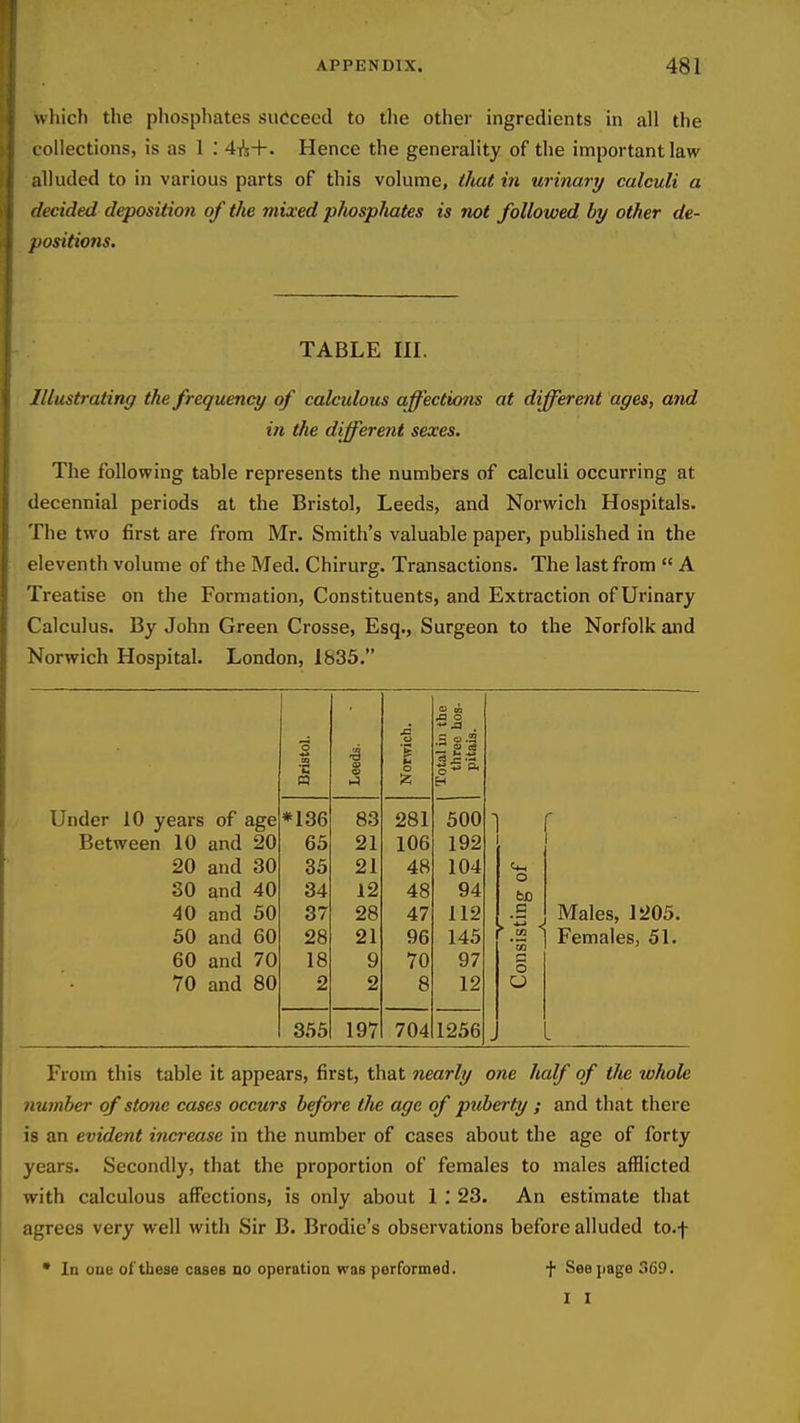 APPENDIX. 481
which the phosphates succeed to the other ingredients in all the
collections, is as 1 : 4 +. Hence the generality of the important law
alluded to in various parts of this volume, that in urinary calculi a
decided deposition of the mixed phosphates is not followed by other de-
positions.
TABLE III.
Illustrating the frequency of calculous affections at different ages, and
in the different sexes.
The following table represents the numbers of calculi occurring at
decennial periods at the Bristol, Leeds, and Norwich Hospitals.
The two first are from Mr. Smith's valuable paper, published in the
eleventh volume of the Med. Chirurg. Transactions. The last from “ A
Treatise on the Formation, Constituents, and Extraction of Urinary
Calculus. By John Green Crosse, Esq., Surgeon to the Norfolk and
Norwich Hospital. London, 1835.”
Bristol. Leeds. Norwich. Total in the three hos- pitals.
Under 10 years of age *136 83 281 500
Between 10 and 20 65 21 106 192
20 and 30 35 21 48 104
30 and 40 34 12 48 94
40 and 50 37 28 47 112
50 and 60 28 21 96 145
60 and 70 18 9 70 97
70 and 80 2 2 8 12
355 197 704 1256
Consisting of
Males, 1205.
Females, 51.
From this table it appears, first, that nearly one half of the whole
number of stone cases occurs before the age of puberty ; and that there
is an evident increase in the number of cases about the age of forty
years. Secondly, that the proportion of females to males afflicted
with calculous affections, is only about 1 : 23. An estimate that
agrees very well with Sir B. Brodie's observations before alluded to.†
* In one of these cases no operation was performed. † See page 369.
I I